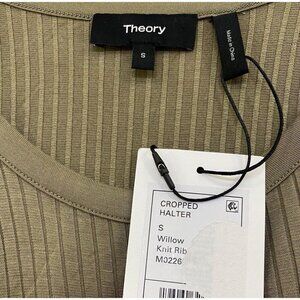 Theory
S
Made in China
CROPPED
HALTER
S
Willow
Knit Rib
M0226